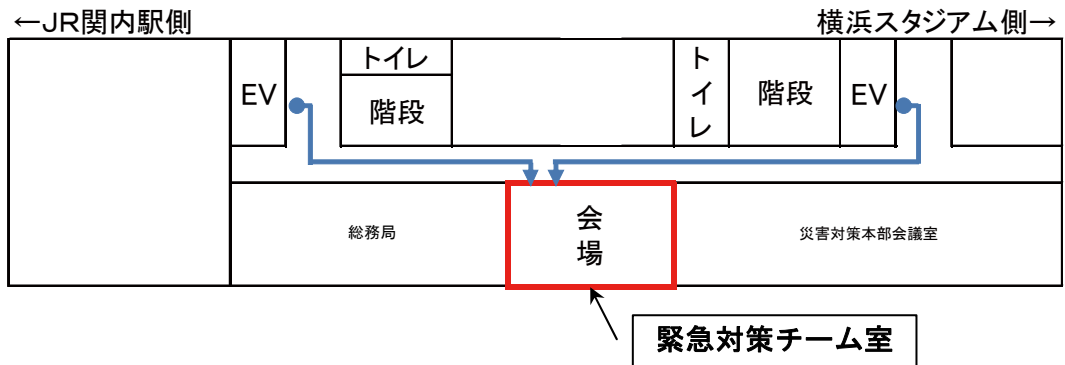 ←JR関内駅側
横浜スタジアム側→
EV
トイレ
階段
トイレ
階段
EV
総務局
会場
災害対策本部会議室
緊急対策チーム室